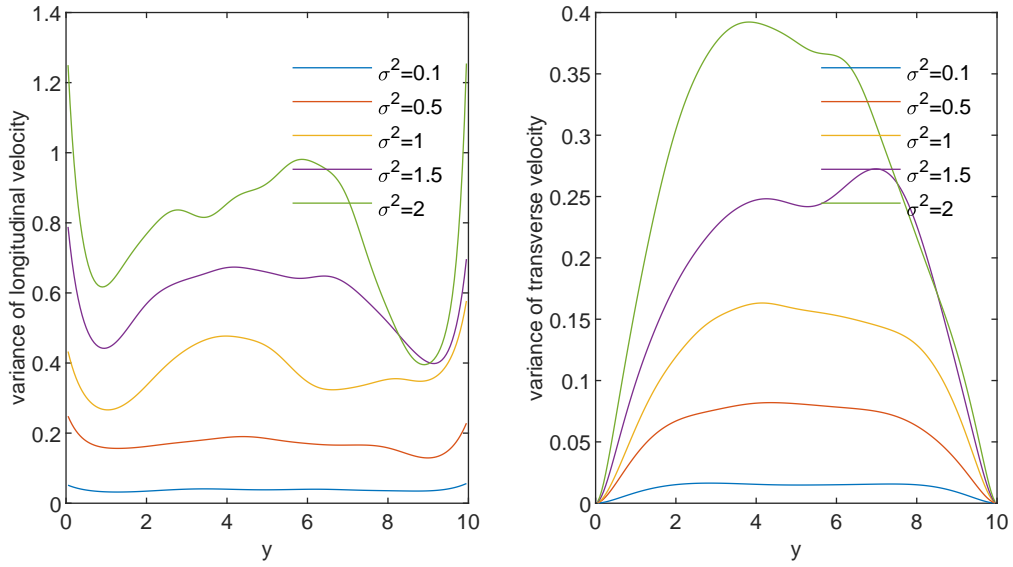 variance of longitudinal velocity
1.4
1.2
1
0.8
0.6
0.4
0.2
0
0 2 4 6 8 10
y
σ²=0.1
σ²=0.5
σ²=1
σ²=1.5
σ²=2
variance of transverse velocity
0.4
0.35
0.3
0.25
0.2
0.15
0.1
0.05
0
0 2 4 6 8 10
y
σ²=0.1
σ²=0.5
σ²=1
σ²=1.5
σ²=2